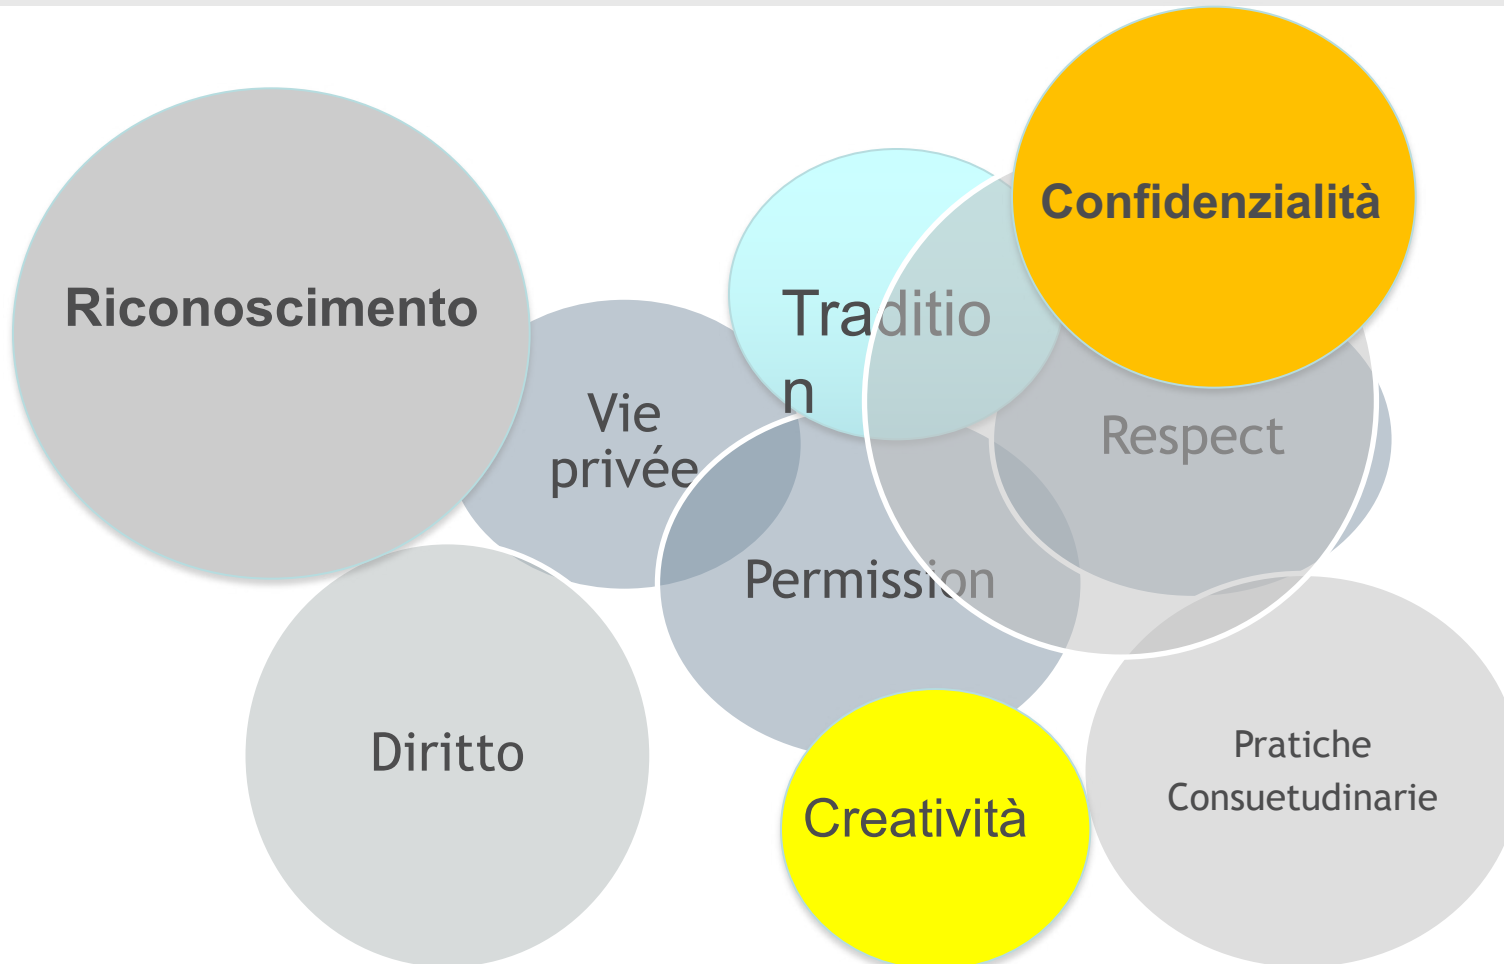 Confidenzialità
Riconoscimento
Traditio
n
Vie
privée
Respect
Permission
Diritto
Pratiche
Consuetudinarie
Creatività